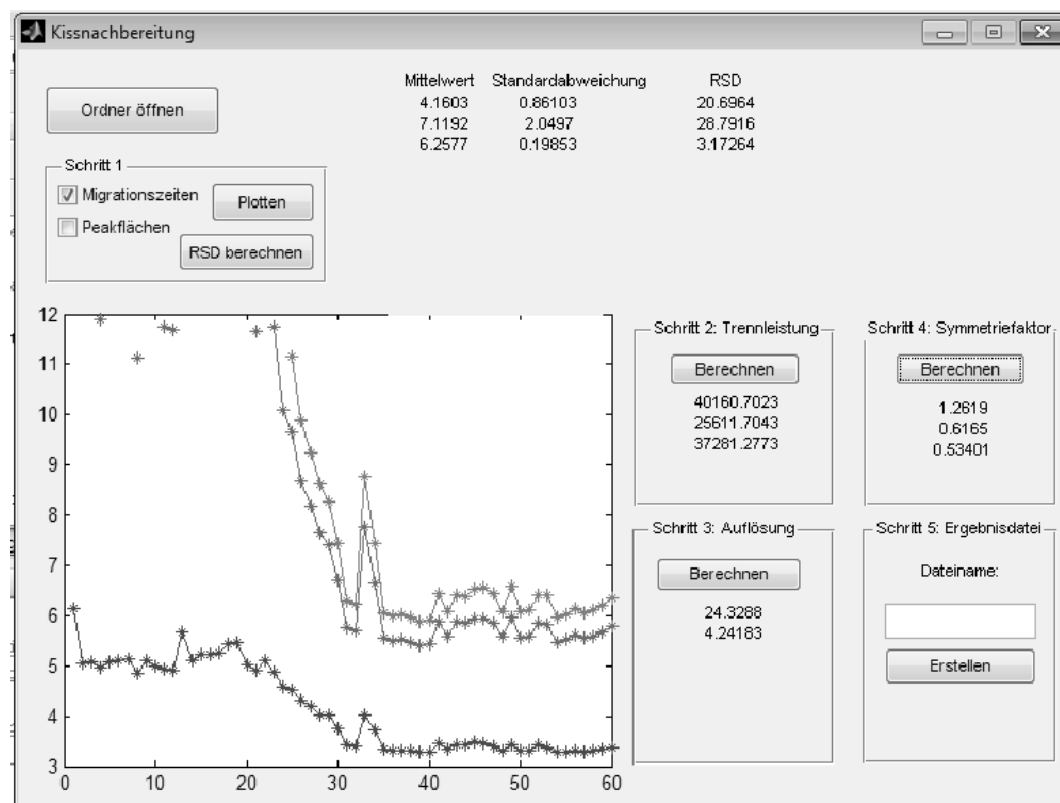 Kissnachbereitung
Ordner öffnen
Mittelwert Standardabweichung RSD
4.1603 0.86103 20.6964
7.1192 2.0497 28.7916
6.2577 0.19853 3.17264
Schritt 1
Migrationszeiten
Plotten
Peakflächen
RSD berechnen
12
11
10
9
8
7
6
5
4
3
0 10 20 30 40 50 60
Schritt 2: Trennleistung
Berechnen
40160.7023
25611.7043
37281.2773
Schritt 4: Symmetriefaktor
Berechnen
1.2619
0.6165
0.53401
Schritt 3: Auflösung
Berechnen
24.3288
4.24183
Schritt 5: Ergebnisdatei
Dateiname:
Erstellen